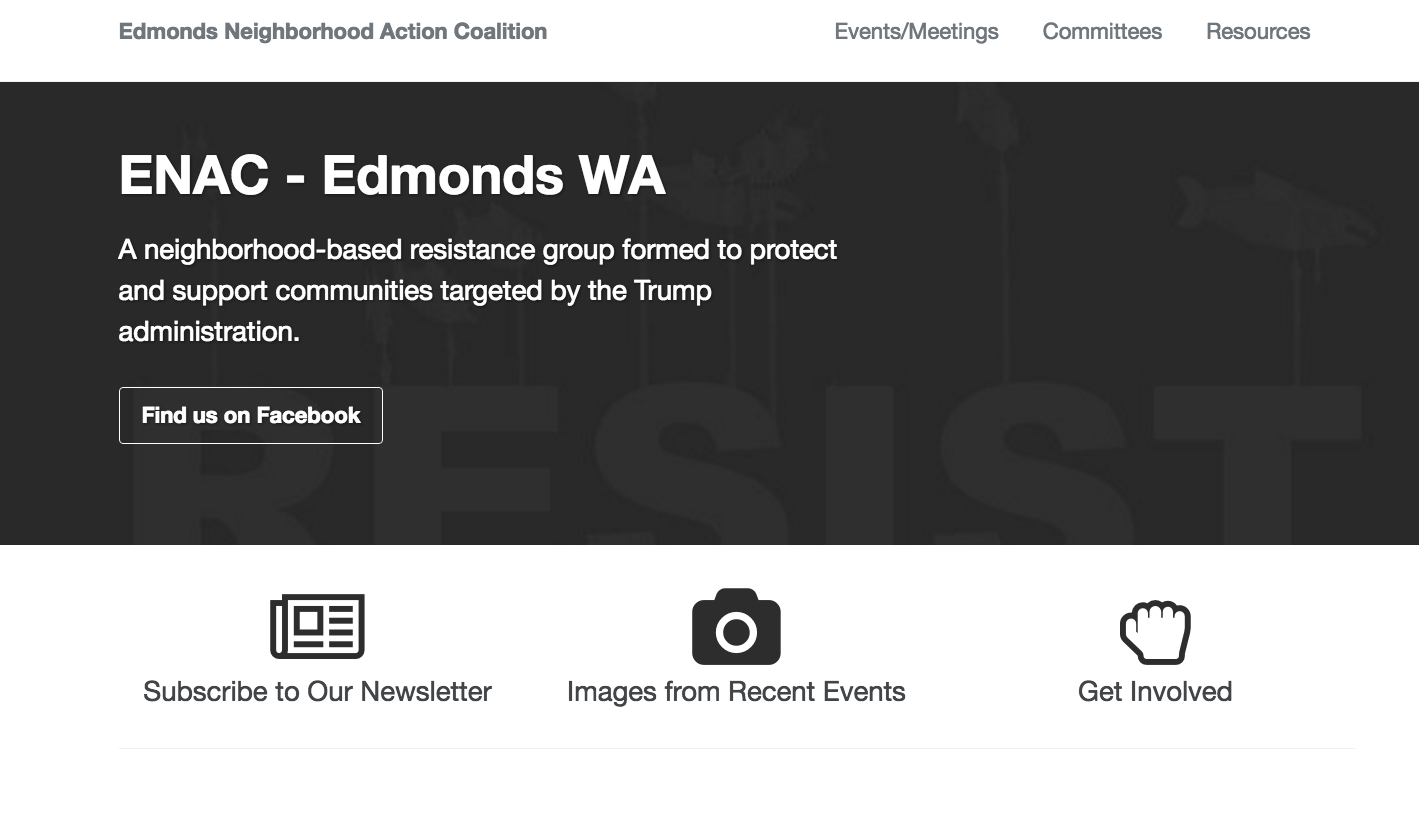 Edmonds Neighborhood Action Coalition
Events/Meetings
Committees
Resources
ENAC - Edmonds WA
A neighborhood-based resistance group formed to protect
and support communities targeted by the Trump
administration.
Find us on Facebook
RESIST
Subscribe to Our Newsletter
Images from Recent Events
Get Involved